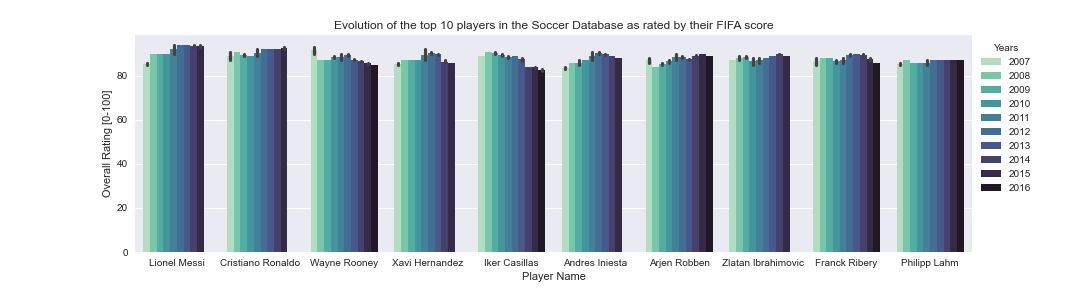 Evolution of the top 10 players in the Soccer Database as rated by their FIFA score
Overall Rating [0-100]
80
60
40
20
0
Lionel Messi
Cristiano Ronaldo
Wayne Rooney
Xavi Hernandez
Iker Casillas
Andres Iniesta
Arjen Robben
Zlatan Ibrahimovic
Franck Ribery
Philipp Lahm
Player Name
Years
2007
2008
2009
2010
2011
2012
2013
2014
2015
2016